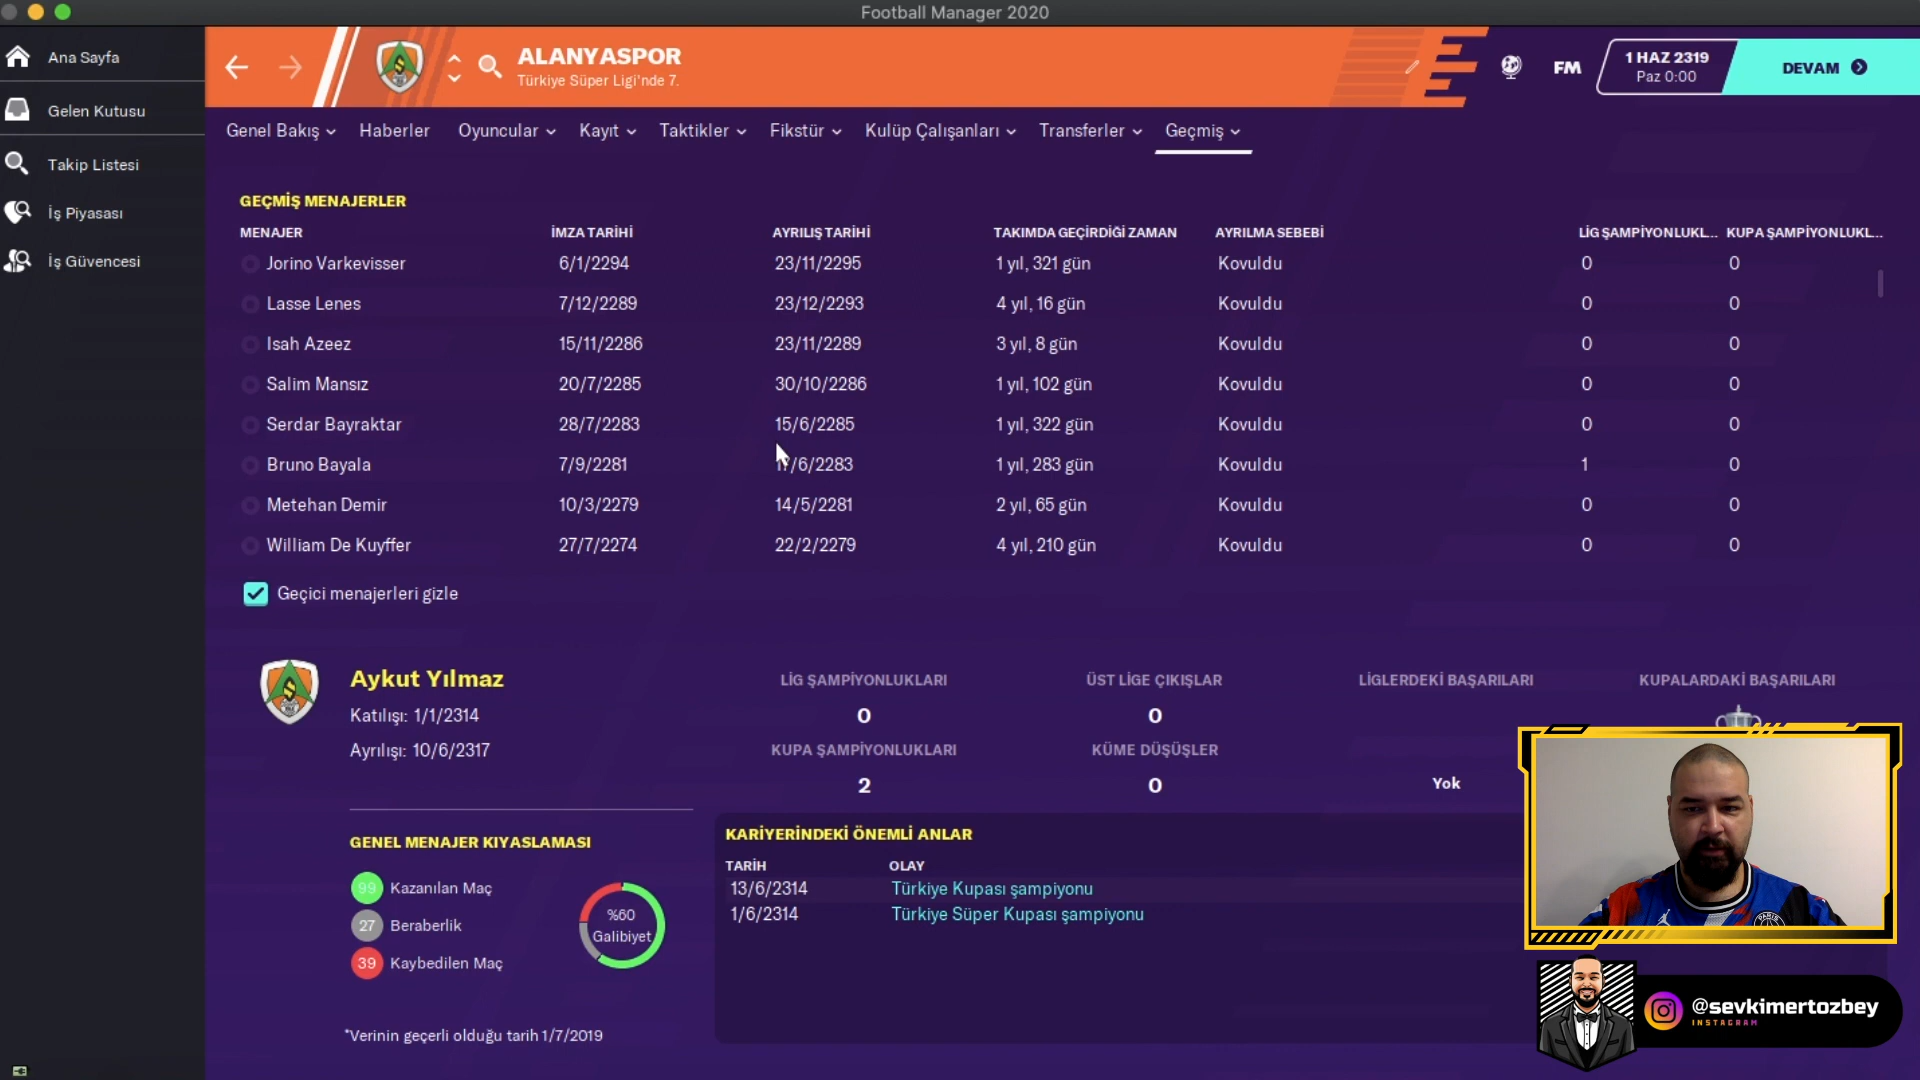 Football Manager 2020
Ana Sayfa
Gelen Kutusu
Takip Listesi
İş Piyasası
İş Güvencesi
ALANYASPOR
Türkiye Süper Ligi'nde 7.
FM
1 HAZ 2319
Paz 0:00
DEVAM
Genel Bakış Haberler Oyuncular Kayıt Taktikler Fikstür Kulüp Çalışanları Transferler Geçmiş
GEÇMİŞ MENAJERLER
MENAJER İMZA TARİHİ AYRILIŞ TARİHİ TAKIMDA GEÇİRDİĞİ ZAMAN AYRILMA SEBEBİ LİG ŞAMPİYONLUKL... KUPA ŞAMPİYONLUKL...
Jorino Varkevisser 6/1/2294 23/11/2295 1 yıl, 321 gün Kovuldu 0 0
Lasse Lenes 7/12/2289 23/12/2293 4 yıl, 16 gün Kovuldu 0 0
Isah Azeez 15/11/2286 23/11/2289 3 yıl, 8 gün Kovuldu 0 0
Salim Mansız 20/7/2285 30/10/2286 1 yıl, 102 gün Kovuldu 0 0
Serdar Bayraktar 28/7/2283 15/6/2285 1 yıl, 322 gün Kovuldu 0 0
Bruno Bayala 7/9/2281 1 yıl, 283 gün Kovuldu 1 0
Metehan Demir 10/3/2279 14/5/2281 2 yıl, 65 gün Kovuldu 0 0
William De Kuyffer 27/7/2274 22/2/2279 4 yıl, 210 gün Kovuldu 0 0
Geçici menajerleri gizle
Aykut Yılmaz
Katılışı: 1/1/2314
Ayrılışı: 10/6/2317
LİG ŞAMPİYONLUKLARI ÜST LİGE ÇIKIŞLAR LİGLERDEKİ BAŞARILARI KUPALARDAKİ BAŞARILARI
0 0
KUPA ŞAMPİYONLUKLARI KÜME DÜŞÜŞLER
2 0 Yok
GENEL MENAJER KIYASLAMASI
99 Kazanılan Maç
27 Beraberlik
39 Kaybedilen Maç
%60
Galibiyet
*Verinin geçerli olduğu tarih 1/7/2019
KARİYERİNDEKİ ÖNEMLİ ANLAR
TARİH OLAY
13/6/2314 Türkiye Kupası şampiyonu
1/6/2314 Türkiye Süper Kupası şampiyonu
PARIS
@sevkimertozbey
INSTAGRAM